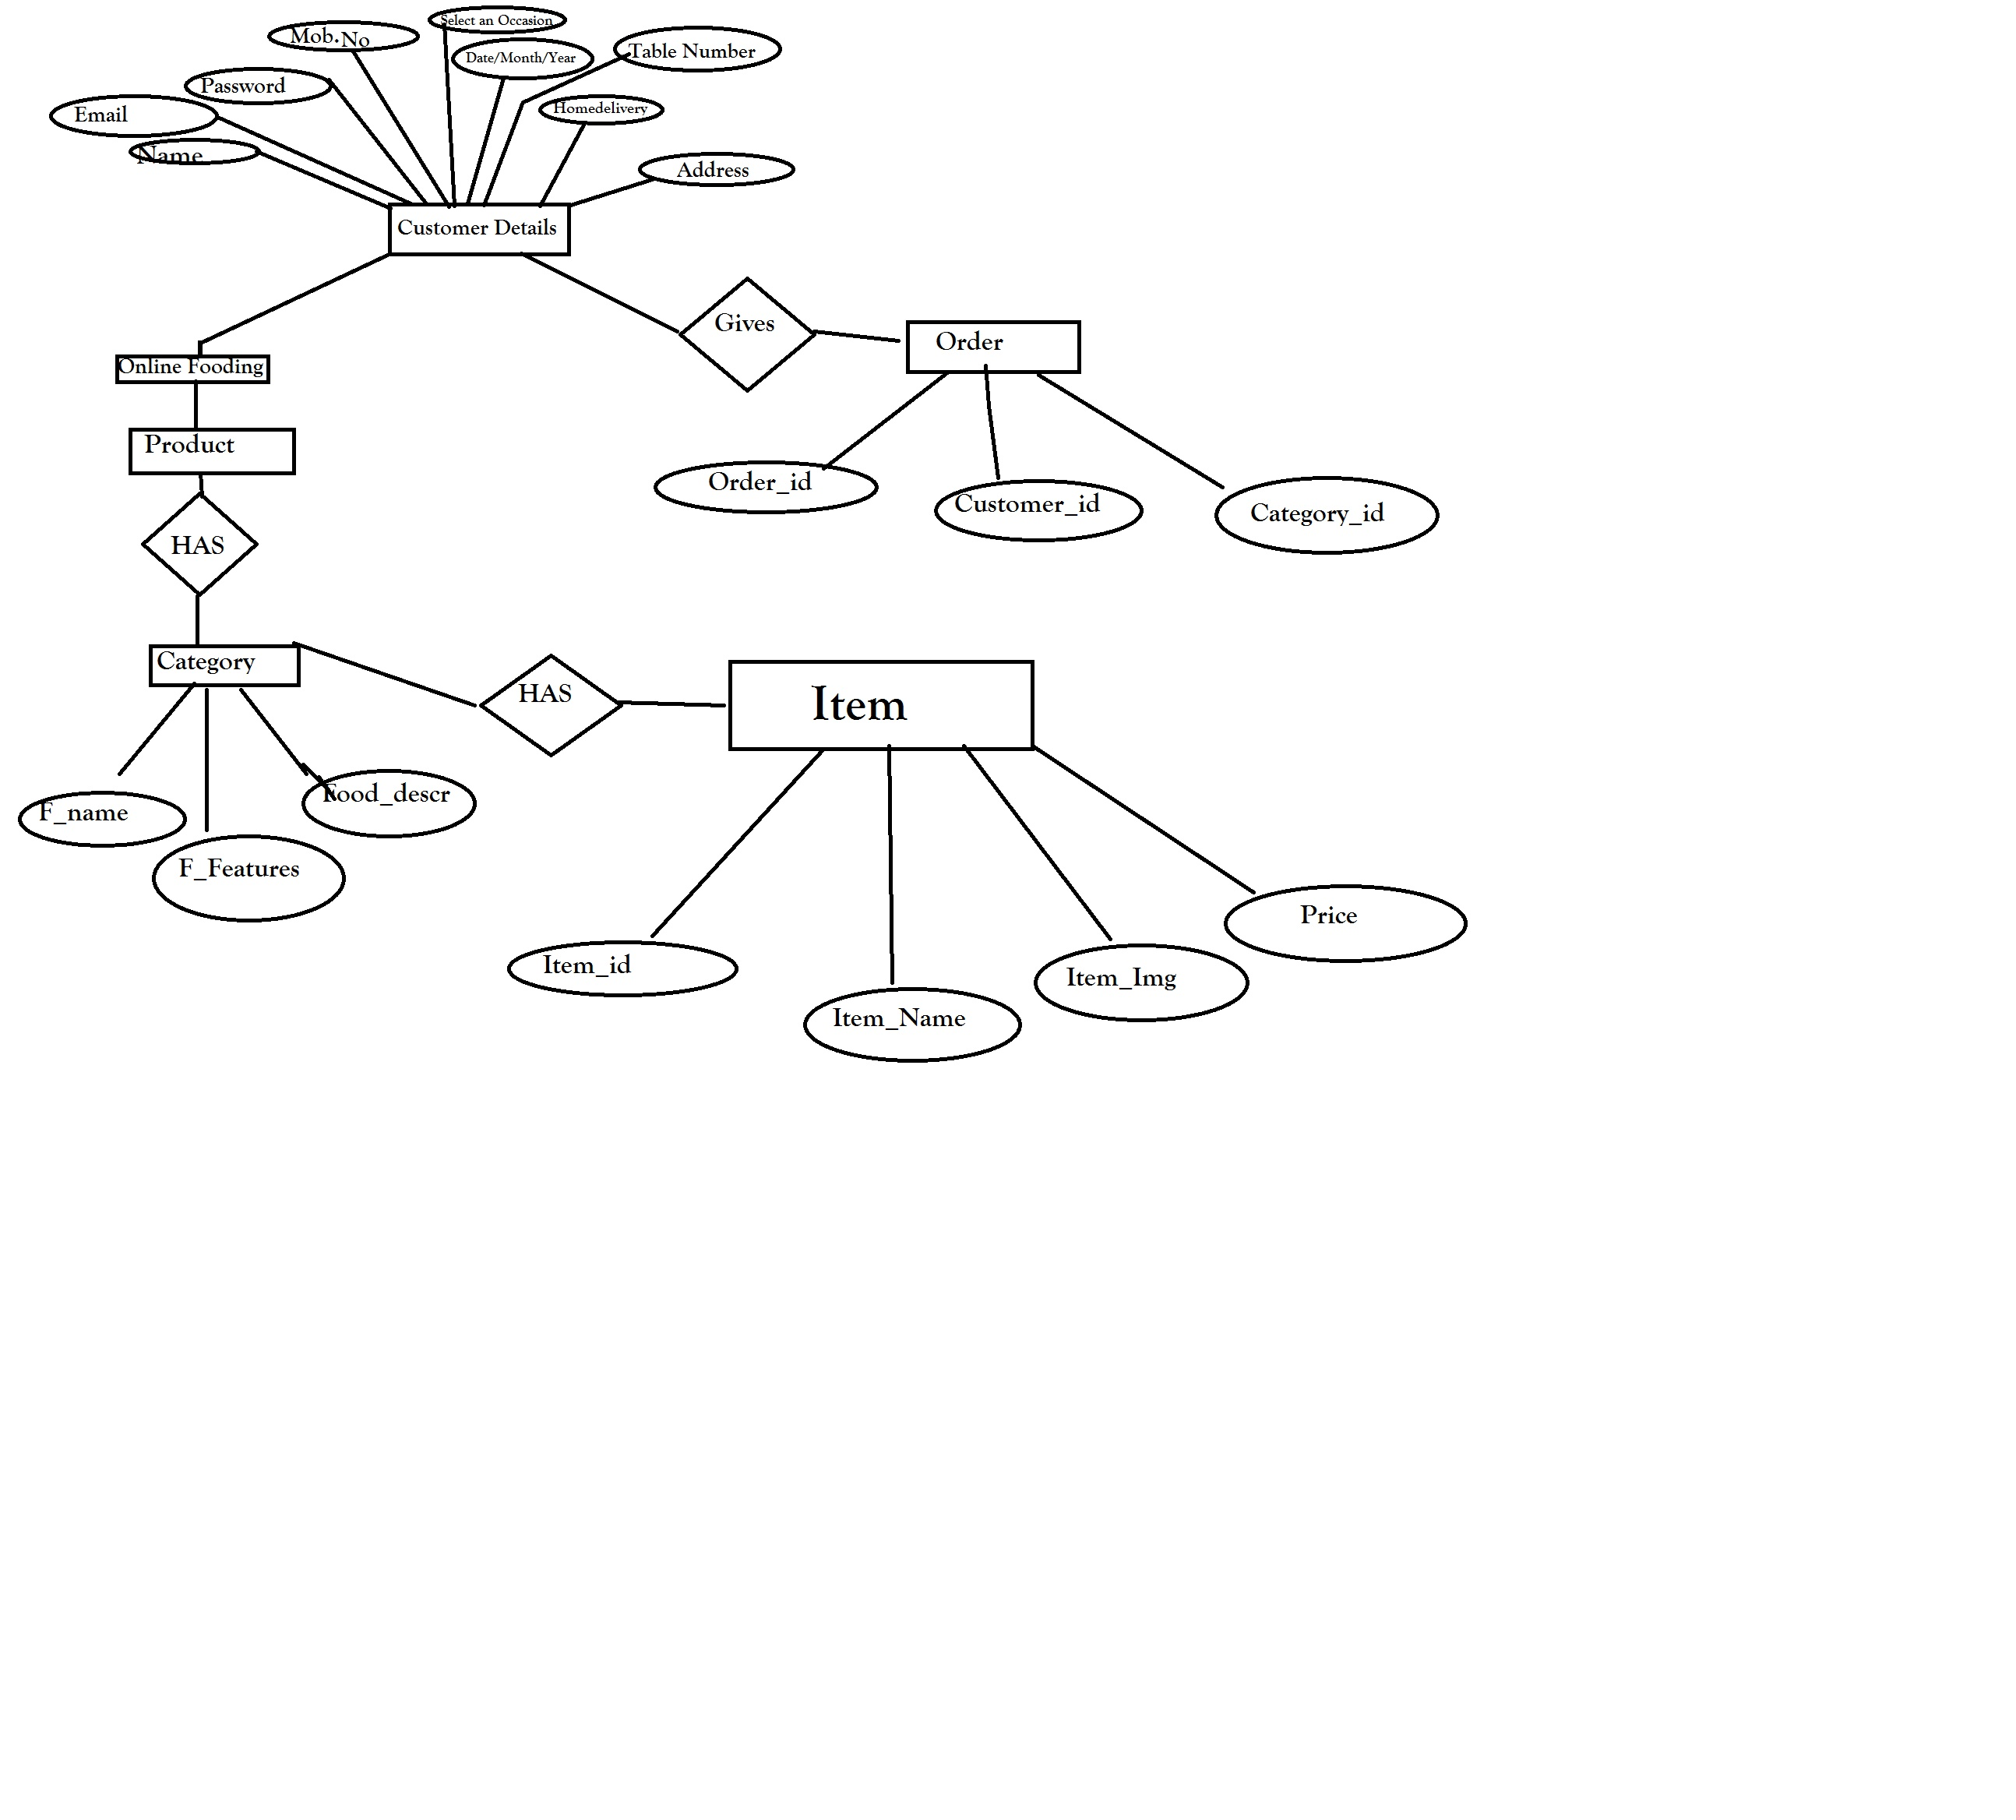 Select an Occasion
Mob.No
Date/Month/Year
Table Number
Password
Homedelivery
Email
Name
Address
Customer Details
Gives
Order
Online Fooding
Product
Order_id
Customer_id
Category_id
HAS
Category
HAS
Item
F_name
Food_descr
F_Features
Price
Item_id
Item_Img
Item_Name